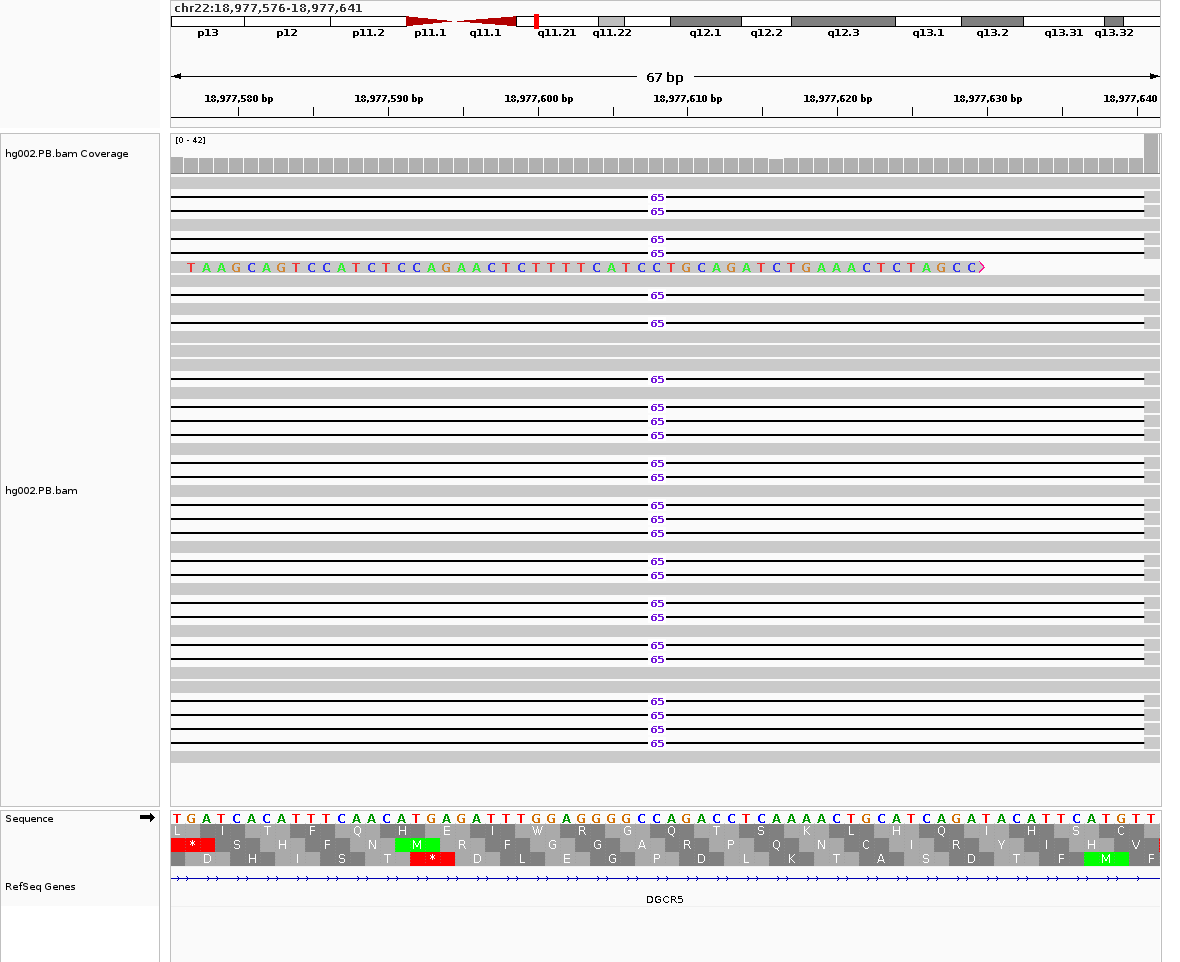 chr22:18,977,576-18,977,641
p13 p12 p11.2 p11.1 q11.1 q11.21 q11.22 q12.1 q12.2 q12.3 q13.1 q13.2 q13.31 q13.32
67 bp
18,977,580 bp 18,977,590 bp 18,977,600 bp 18,977,610 bp 18,977,620 bp 18,977,630 bp 18,977,640
[0 - 42]
hg002.PB.bam Coverage
65
65
65
65
T A A G C A G T C C A T C T C C A G A A C T C T T T T C A T C C T G C A G A T C T G A A A C T C T A G C C
65
65
65
65
65
65
65
65
hg002.PB.bam
65
65
65
65
65
65
65
65
65
65
65
65
65
Sequence T G A T C A C A T T T C A A C A T G A G A T T T G G A G G G G G C C A G A C C T C A A A A C T G C A T C A G A T A C A T T C A T G T T
L I T F Q H E I W R G Q T S K L H Q I H S C
* S H F N M R F G G A R P Q N C I R Y I H V
D H I S T * D L E G P D L K T A S D T F M F
RefSeq Genes
DGCR5